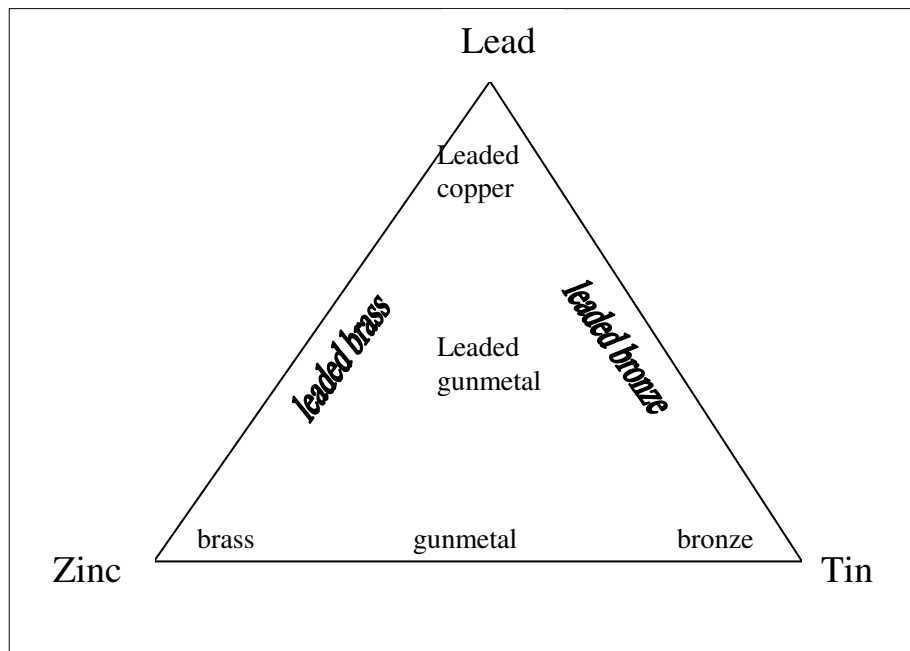 Lead
Leaded
copper
leaded brass
leaded bronze
Leaded
gunmetal
brass
gunmetal
bronze
Zinc
Tin